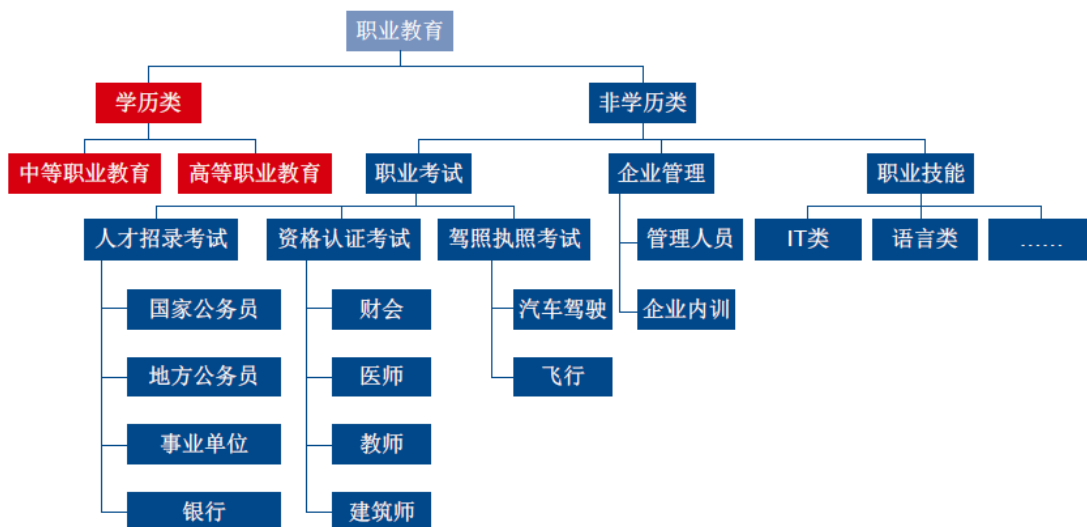 职业教育
学历类
非学历类
中等职业教育
高等职业教育
职业考试
企业管理
职业技能
人才招录考试
资格认证考试
驾照执照考试
管理人员
IT类
语言类
……
国家公务员
财会
汽车驾驶
企业内训
地方公务员
医师
飞行
事业单位
教师
银行
建筑师